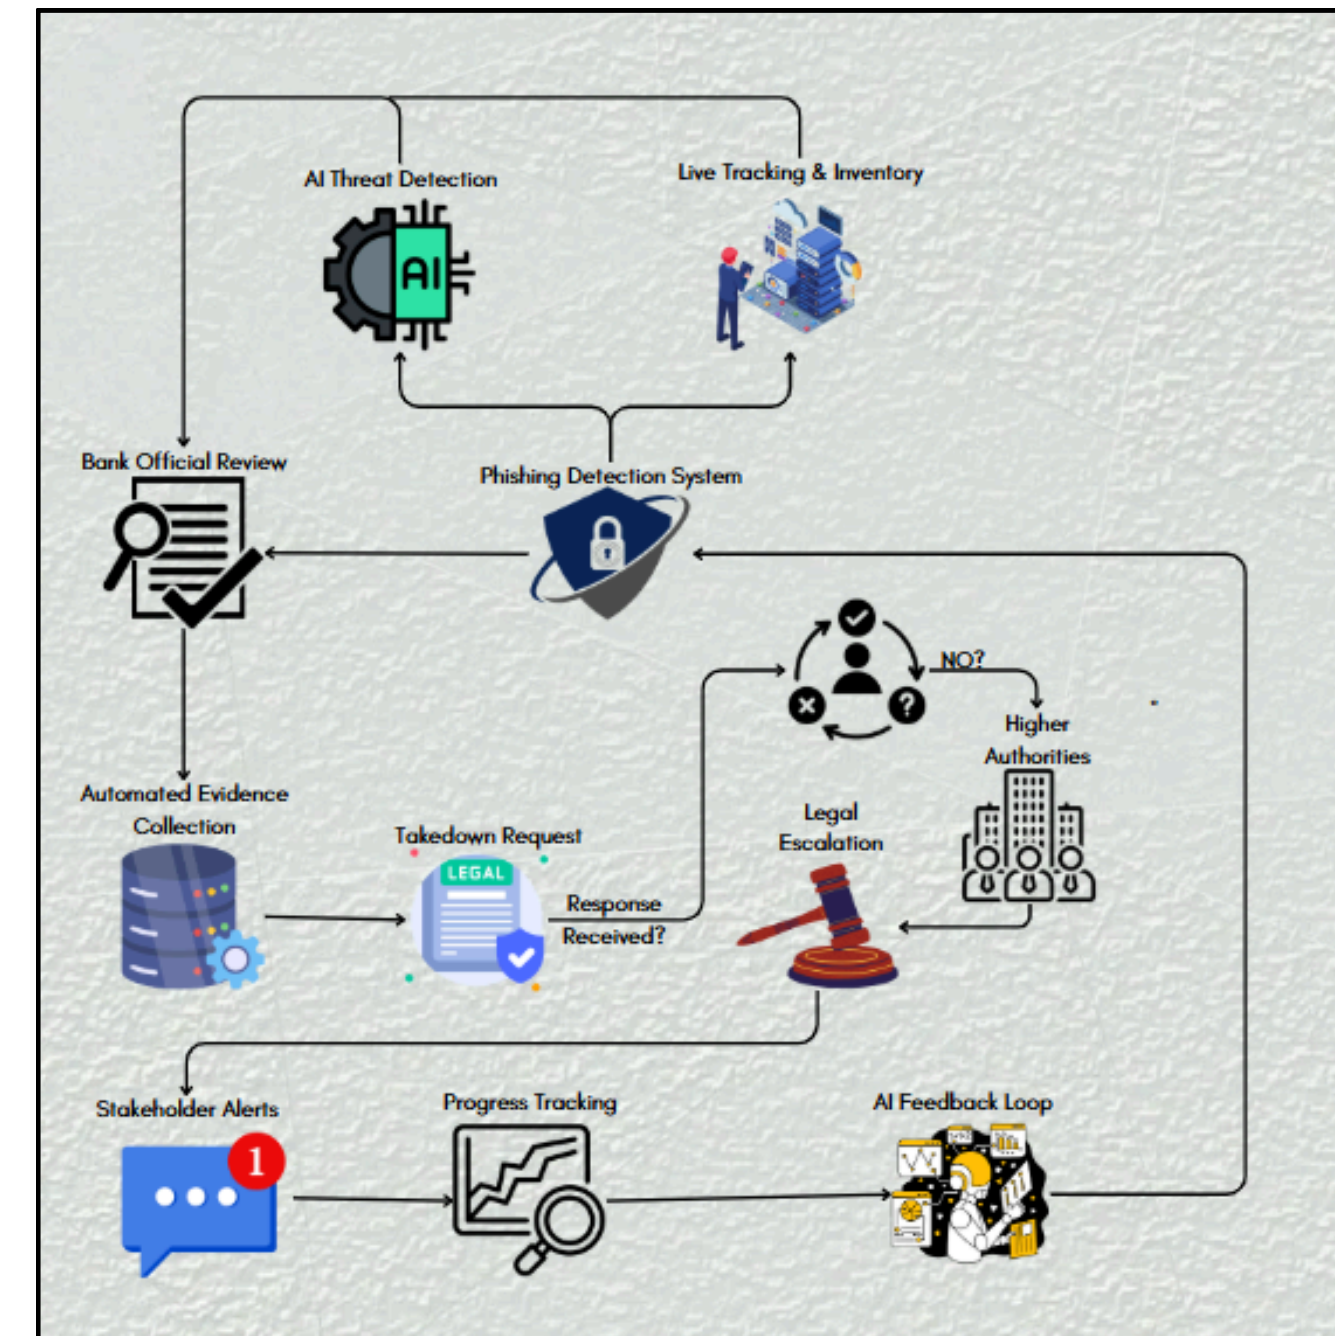 AI Threat Detection
Live Tracking & Inventory
AI
Bank Official Review
Phishing Detection System
NO?
Higher
Authorities
Automated Evidence
Collection
Takedown Request
LEGAL
Response
Received?
Legal
Escalation
Stakeholder Alerts
1
Progress Tracking
AI Feedback Loop